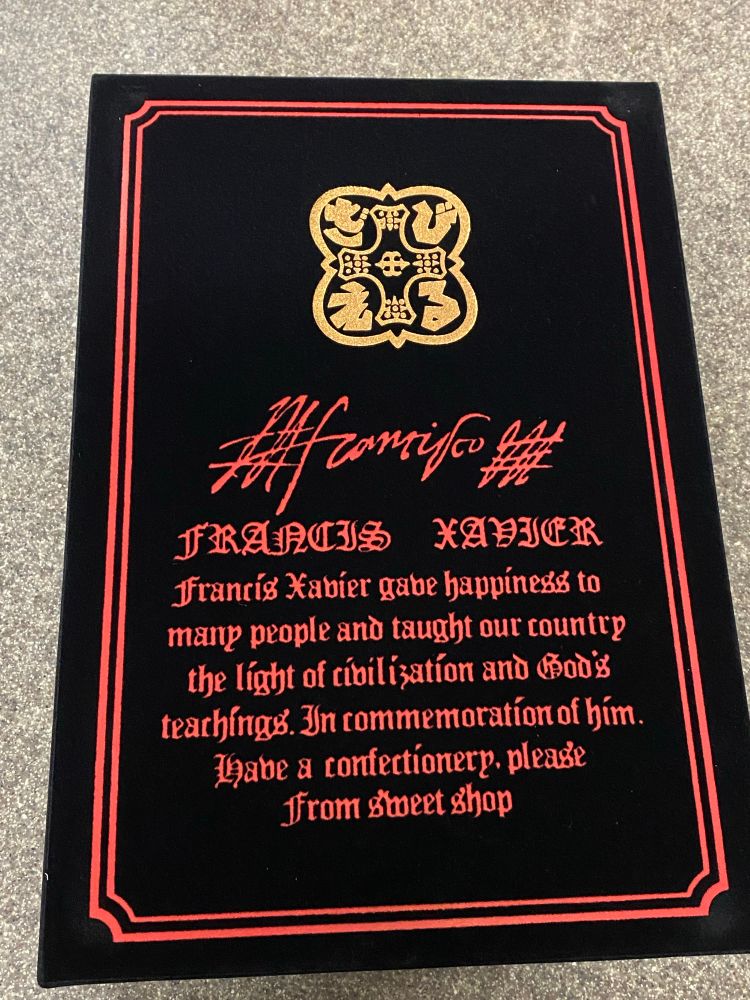 ざび
える
Francisco
FRANCIS XAVIER
Francis Xavier gave happiness to
many people and taught our country
the light of civilization and God's
teachings. In commemoration of him.
Have a confectionery. please
From sweet shop